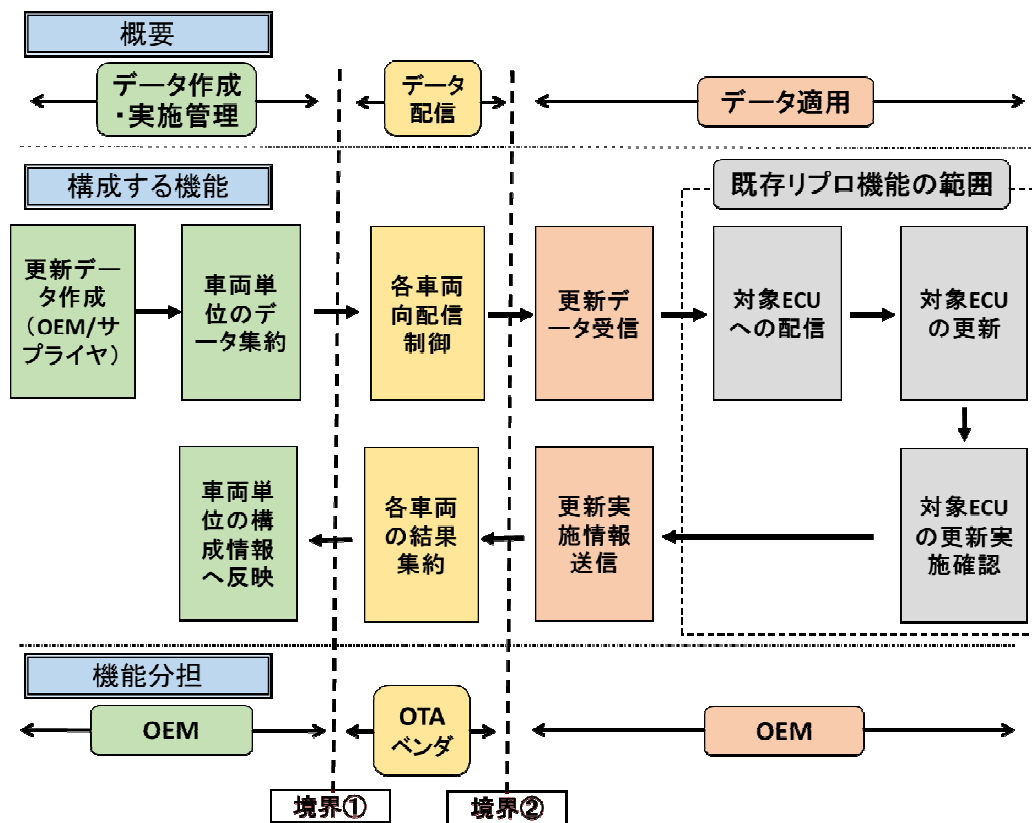 概要
データ作成
・実施管理
データ
配信
データ適用
構成する機能
既存リプロ機能の範囲
更新デー
タ作成
（OEM/サ
プライヤ）
車両単
位のデ
ータ集約
各車両
向配信
制御
更新デ
ータ受信
対象ECU
への配信
対象ECU
の更新
車両単
位の構
成情報
へ反映
各車両
の結果
集約
更新実
施情報
送信
対象ECU
の更新実
施確認
機能分担
OEM
OTA
ベンダ
OEM
境界①
境界②